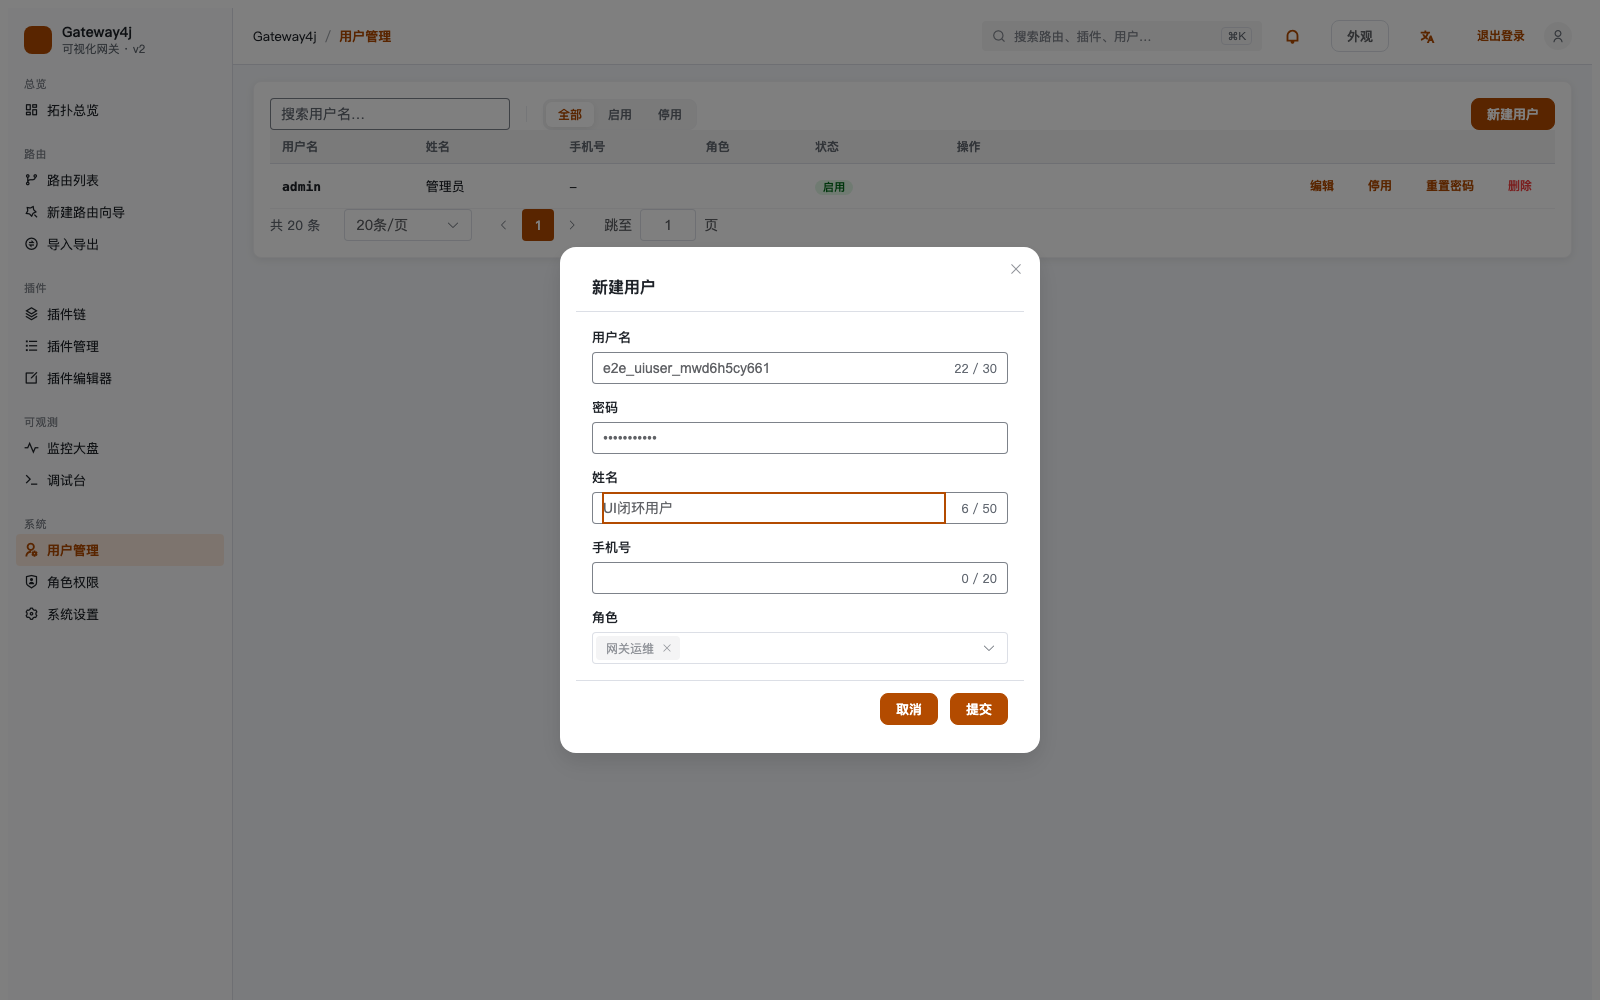 Gateway4j
可视化网关 · v2
总览
拓扑总览
路由
路由列表
新建路由向导
导入导出
插件
插件链
插件管理
插件编辑器
可观测
监控大盘
调试台
系统
用户管理
角色权限
系统设置
Gateway4j / 用户管理
搜索路由、插件、用户... ⌘K
外观
退出登录
搜索用户名...
全部 启用 停用
新建用户
用户名 姓名 手机号 角色 状态 操作
admin 管理员 – 启用 编辑 停用 重置密码 删除
共 20 条 20条/页 1 跳至 1 页
新建用户
用户名
e2e_uiuser_mwd6h5cy661 22 / 30
密码
•••••••••••
姓名
UI闭环用户 6 / 50
手机号
0 / 20
角色
网关运维
取消 提交